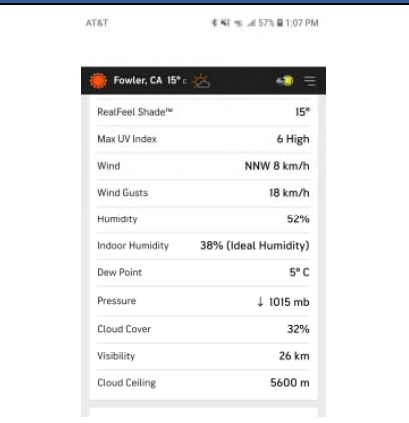 AT&T 57% 1:07 PM
Fowler, CA 15° c
RealFeel Shade™ 15°
Max UV Index 6 High
Wind NNW 8 km/h
Wind Gusts 18 km/h
Humidity 52%
Indoor Humidity 38% (Ideal Humidity)
Dew Point 5° C
Pressure ↓ 1015 mb
Cloud Cover 32%
Visibility 26 km
Cloud Ceiling 5600 m